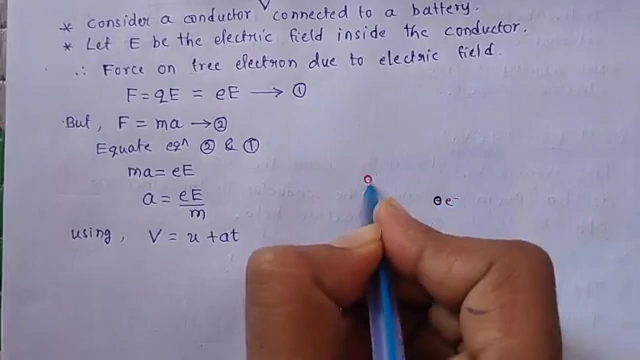 * Consider a conductor connected to a battery.
* Let E be the electric field inside the conductor.
∴ Force on free electron due to electric field.
F = qE = eE → ①
But, F = ma → ②
Equate eqn ② & ①
ma = eE
a = eE/m
e⁻
using, V = u + at